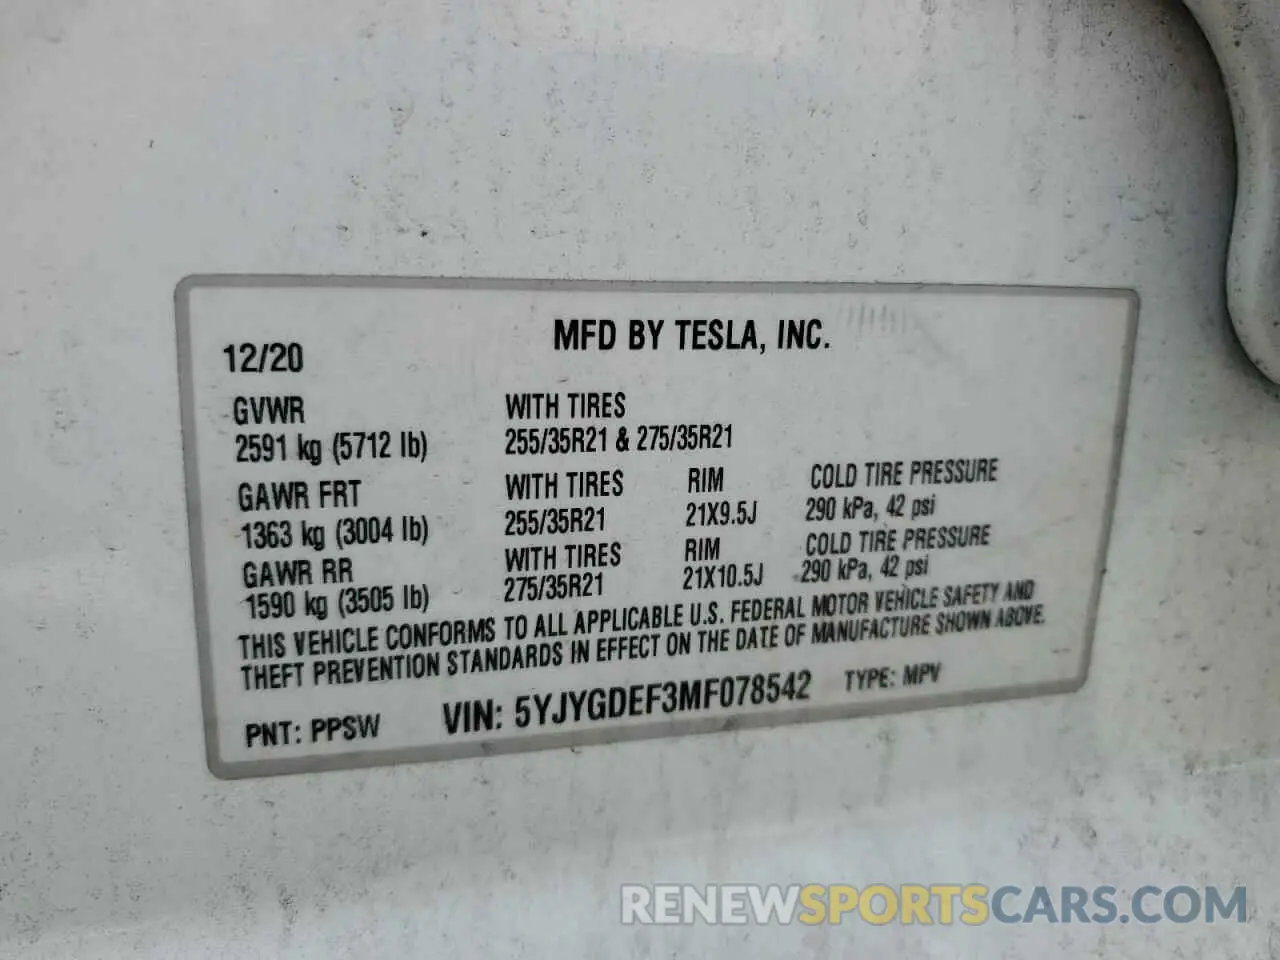 MFD BY TESLA, INC.
12/20
GVWR WITH TIRES
2591 kg (5712 lb) 255/35R21 & 275/35R21
GAWR FRT WITH TIRES RIM COLD TIRE PRESSURE
1363 kg (3004 lb) 255/35R21 21X9.5J 290 kPa, 42 psi
GAWR RR WITH TIRES RIM COLD TIRE PRESSURE
1590 kg (3505 lb) 275/35R21 21X10.5J 290 kPa, 42 psi
THIS VEHICLE CONFORMS TO ALL APPLICABLE U.S. FEDERAL MOTOR VEHICLE SAFETY AND
THEFT PREVENTION STANDARDS IN EFFECT ON THE DATE OF MANUFACTURE SHOWN ABOVE.
PNT: PPSW VIN: 5YJYGDEF3MF078542 TYPE: MPV
RENEWSPORTSCARS.COM